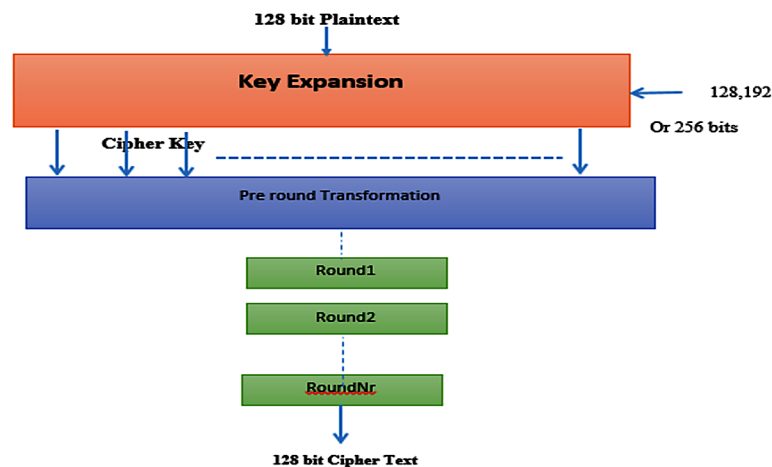 128 bit Plaintext
Key Expansion
128,192
Or 256 bits
Cipher Key
Pre round Transformation
Round1
Round2
RoundNr
128 bit Cipher Text